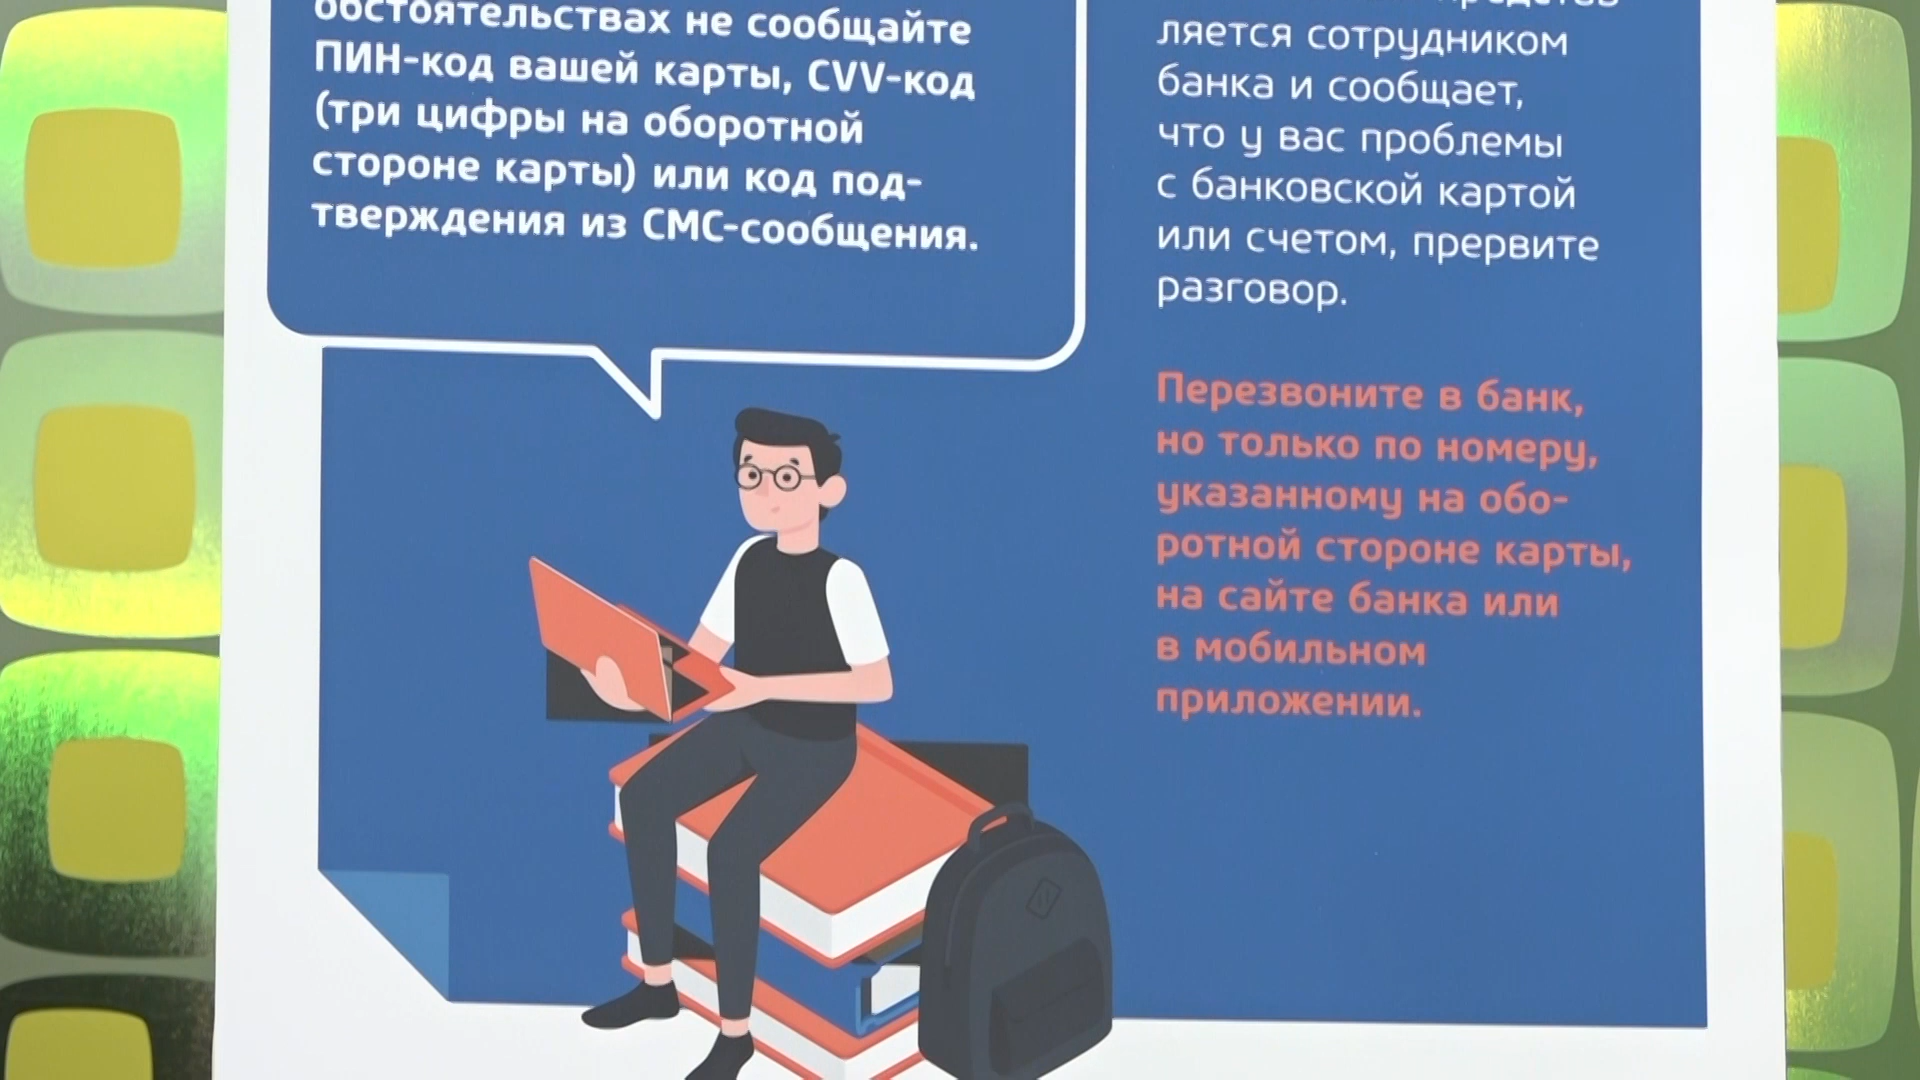 обстоятельствах не сообщайте
ПИН-код вашей карты, CVV-код
(три цифры на оборотной
стороне карты) или код под-
тверждения из СМС-сообщения.
ляется сотрудником
банка и сообщает,
что у вас проблемы
с банковской картой
или счетом, прервите
разговор.
Перезвоните в банк,
но только по номеру,
указанному на обо-
ротной стороне карты,
на сайте банка или
в мобильном
приложении.